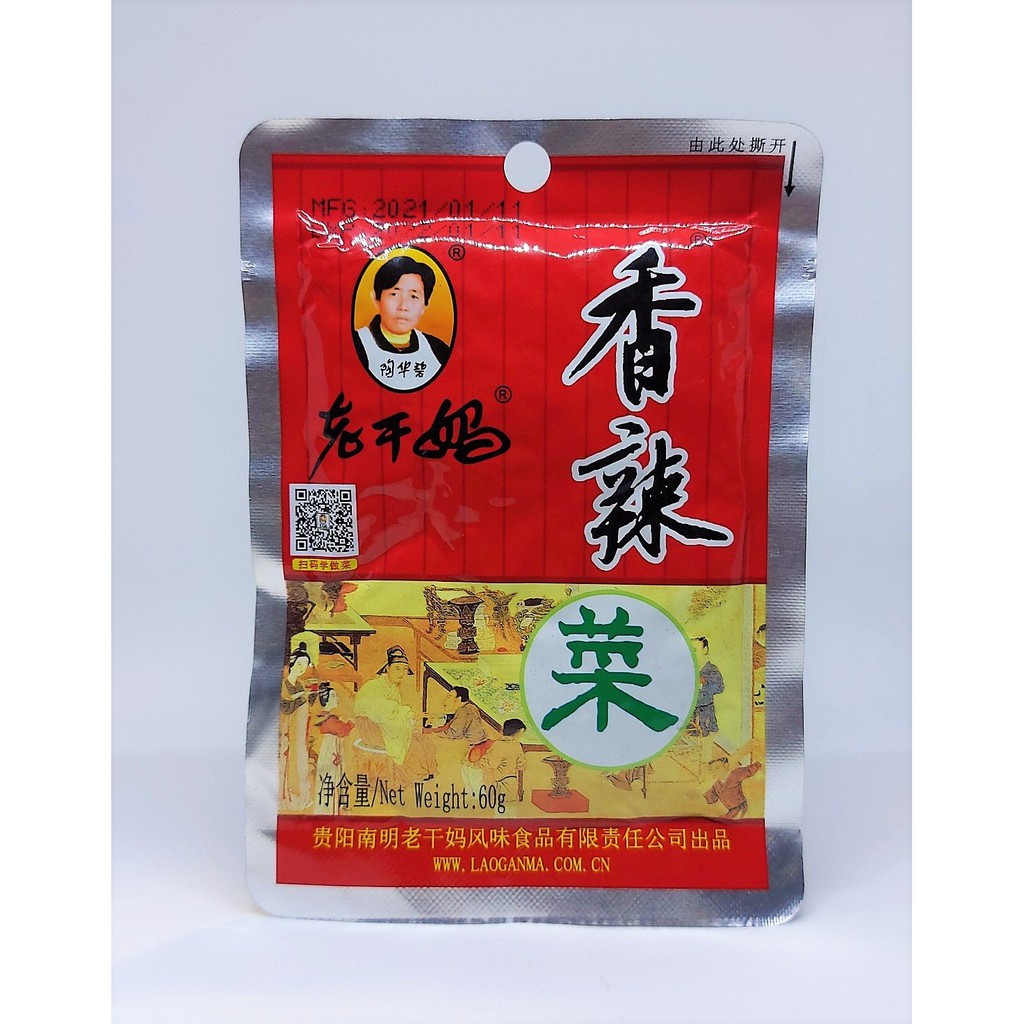 由此处撕开
MFG:2021/01/11
®
®
陶华碧
老干妈
®
香辣
菜
扫码学做菜
净含量/Net Weight:60g
贵阳南明老干妈风味食品有限责任公司出品
WWW.LAOGANMA.COM.CN